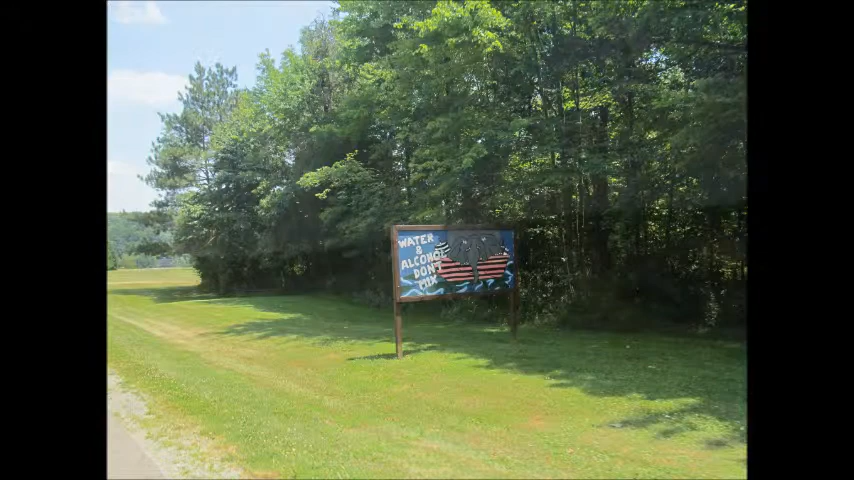 WATER
&
ALCOHOL
DON'T
MIX